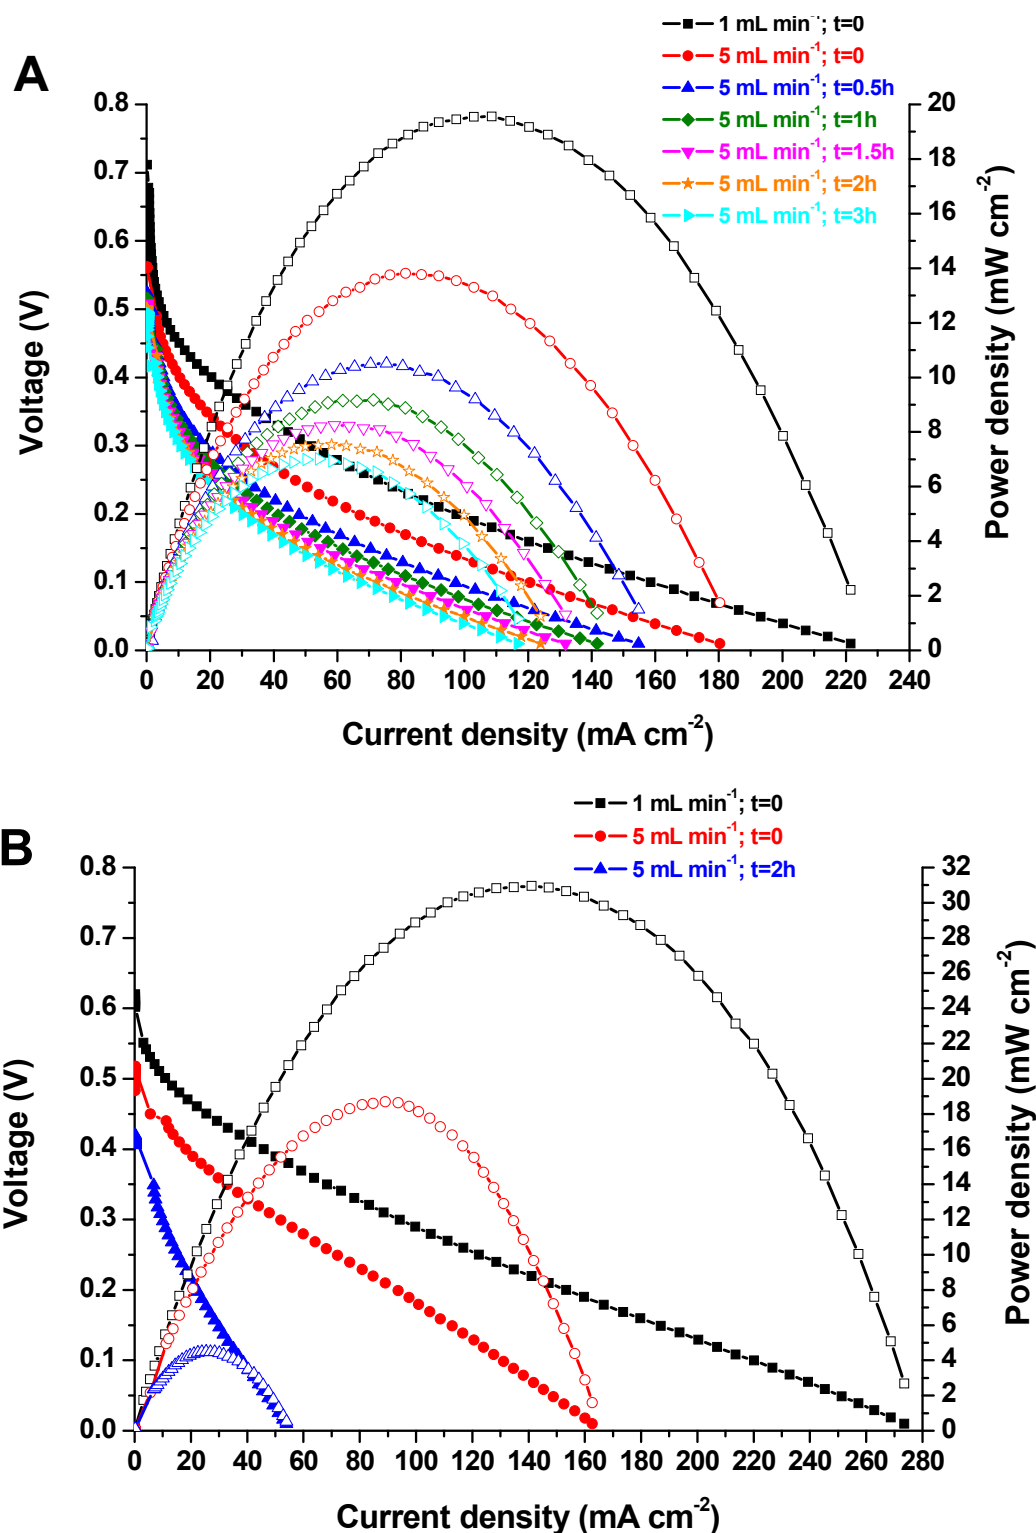 1 mL min⁻¹; t=0
A
5 mL min⁻¹; t=0
5 mL min⁻¹; t=0.5h
5 mL min⁻¹; t=1h
5 mL min⁻¹; t=1.5h
5 mL min⁻¹; t=2h
5 mL min⁻¹; t=3h
Voltage (V)
0.8
0.7
0.6
0.5
0.4
0.3
0.2
0.1
0.0
20
18
16
14
12
10
8
6
4
2
0
Power density (mW cm⁻²)
0 20 40 60 80 100 120 140 160 180 200 220 240
Current density (mA cm⁻²)
1 mL min⁻¹; t=0
B
5 mL min⁻¹; t=0
5 mL min⁻¹; t=2h
Voltage (V)
0.8
0.7
0.6
0.5
0.4
0.3
0.2
0.1
0.0
32
30
28
26
24
22
20
18
16
14
12
10
8
6
4
2
0
Power density (mW cm⁻²)
0 20 40 60 80 100 120 140 160 180 200 220 240 260 280
Current density (mA cm⁻²)